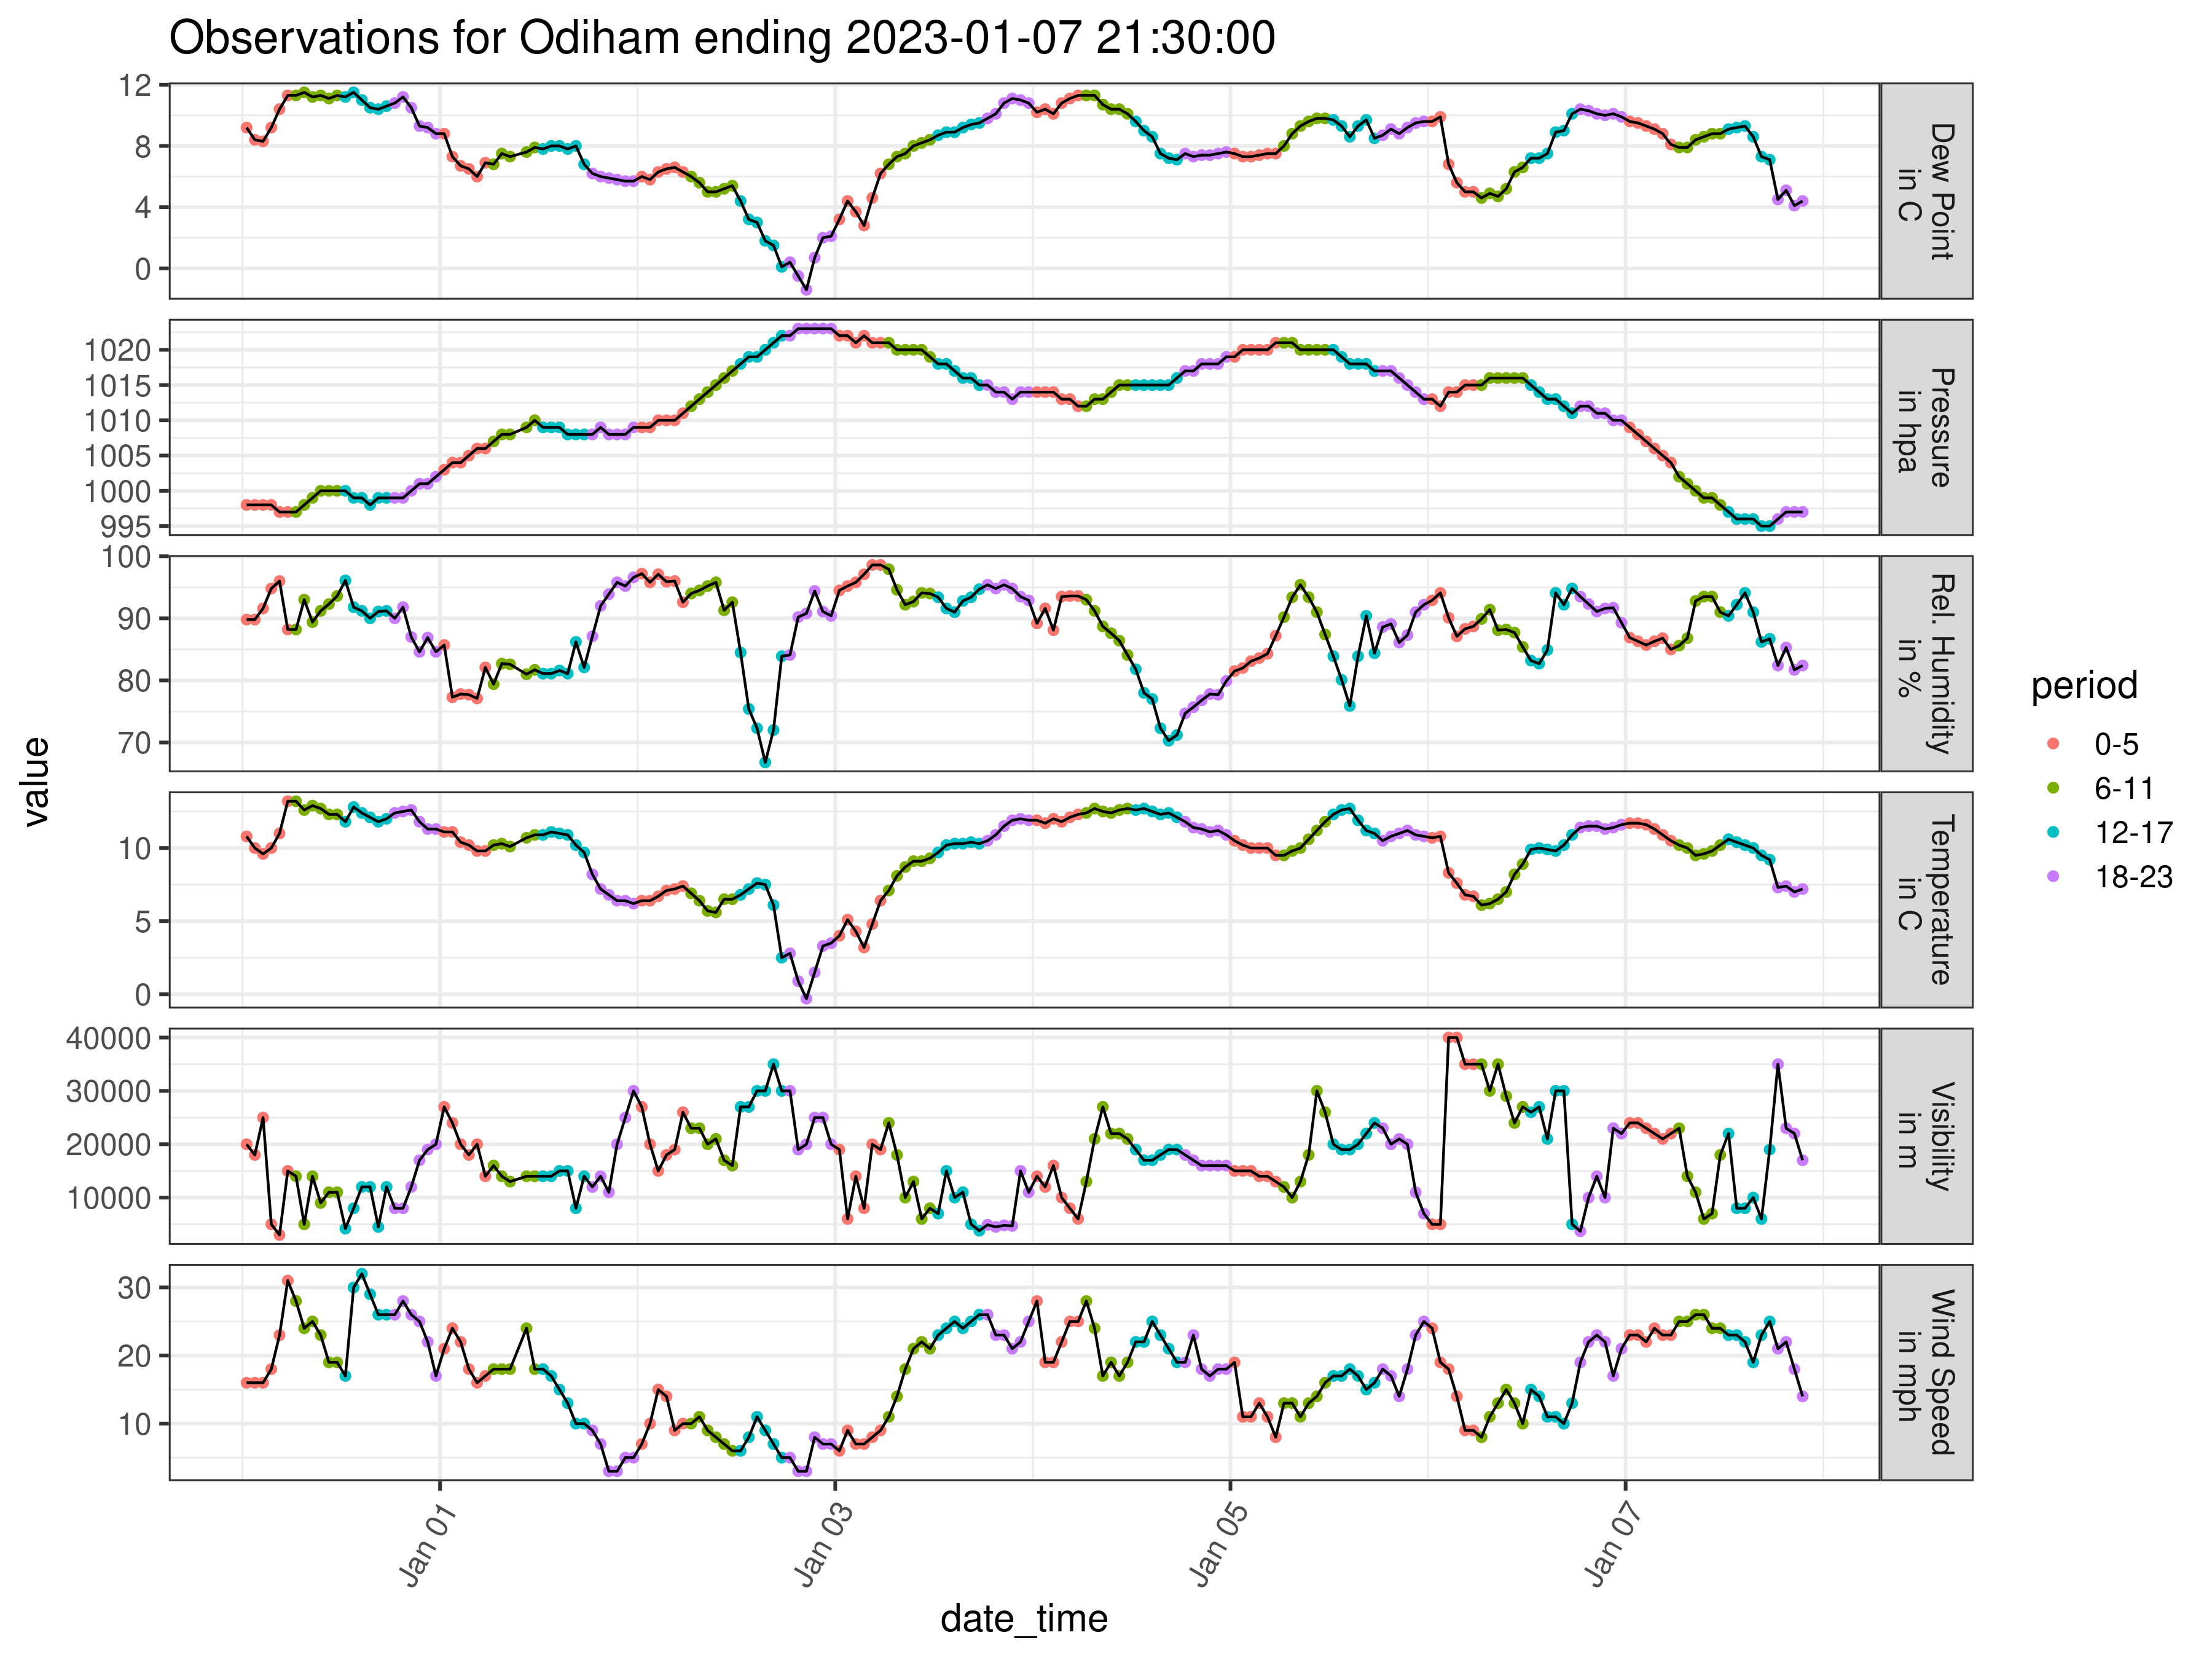 Observations for Odiham ending 2023-01-07 21:30:00
value
12
8
4
0
Dew Point
in C
1020
1015
1010
1005
1000
995
Pressure
in hpa
100
90
80
70
Rel. Humidity
in %
10
5
0
Temperature
in C
40000
30000
20000
10000
Visibility
in m
30
20
10
Wind Speed
in mph
Jan 01
Jan 03
Jan 05
Jan 07
date_time
period
0-5
6-11
12-17
18-23